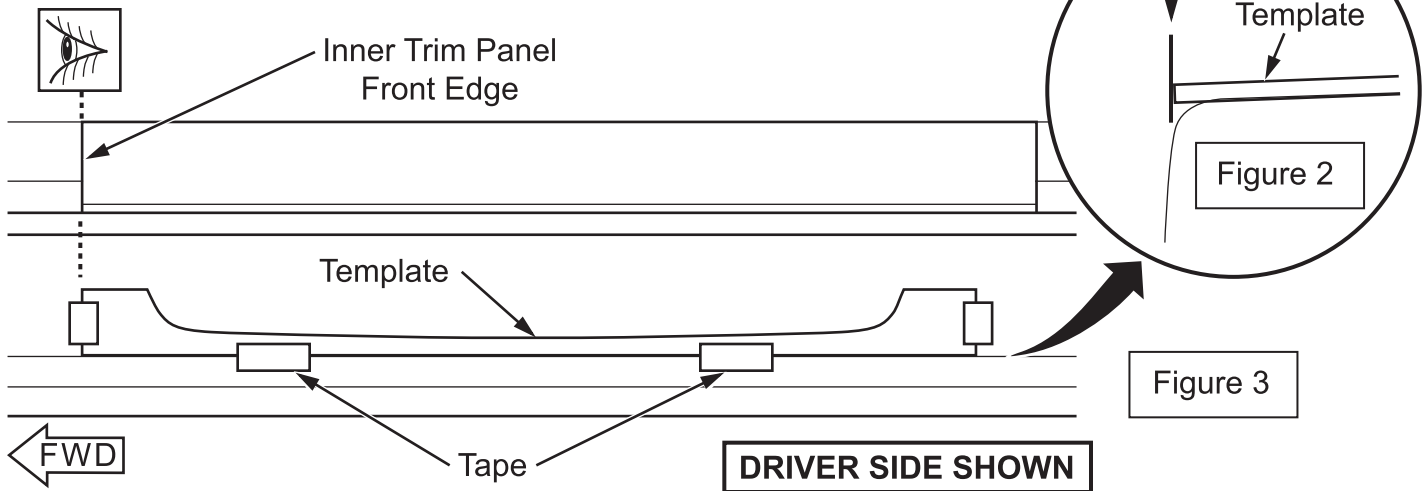 Inner Trim Panel
Front Edge
Template
Figure 2
Template
Figure 3
FWD
Tape
DRIVER SIDE SHOWN